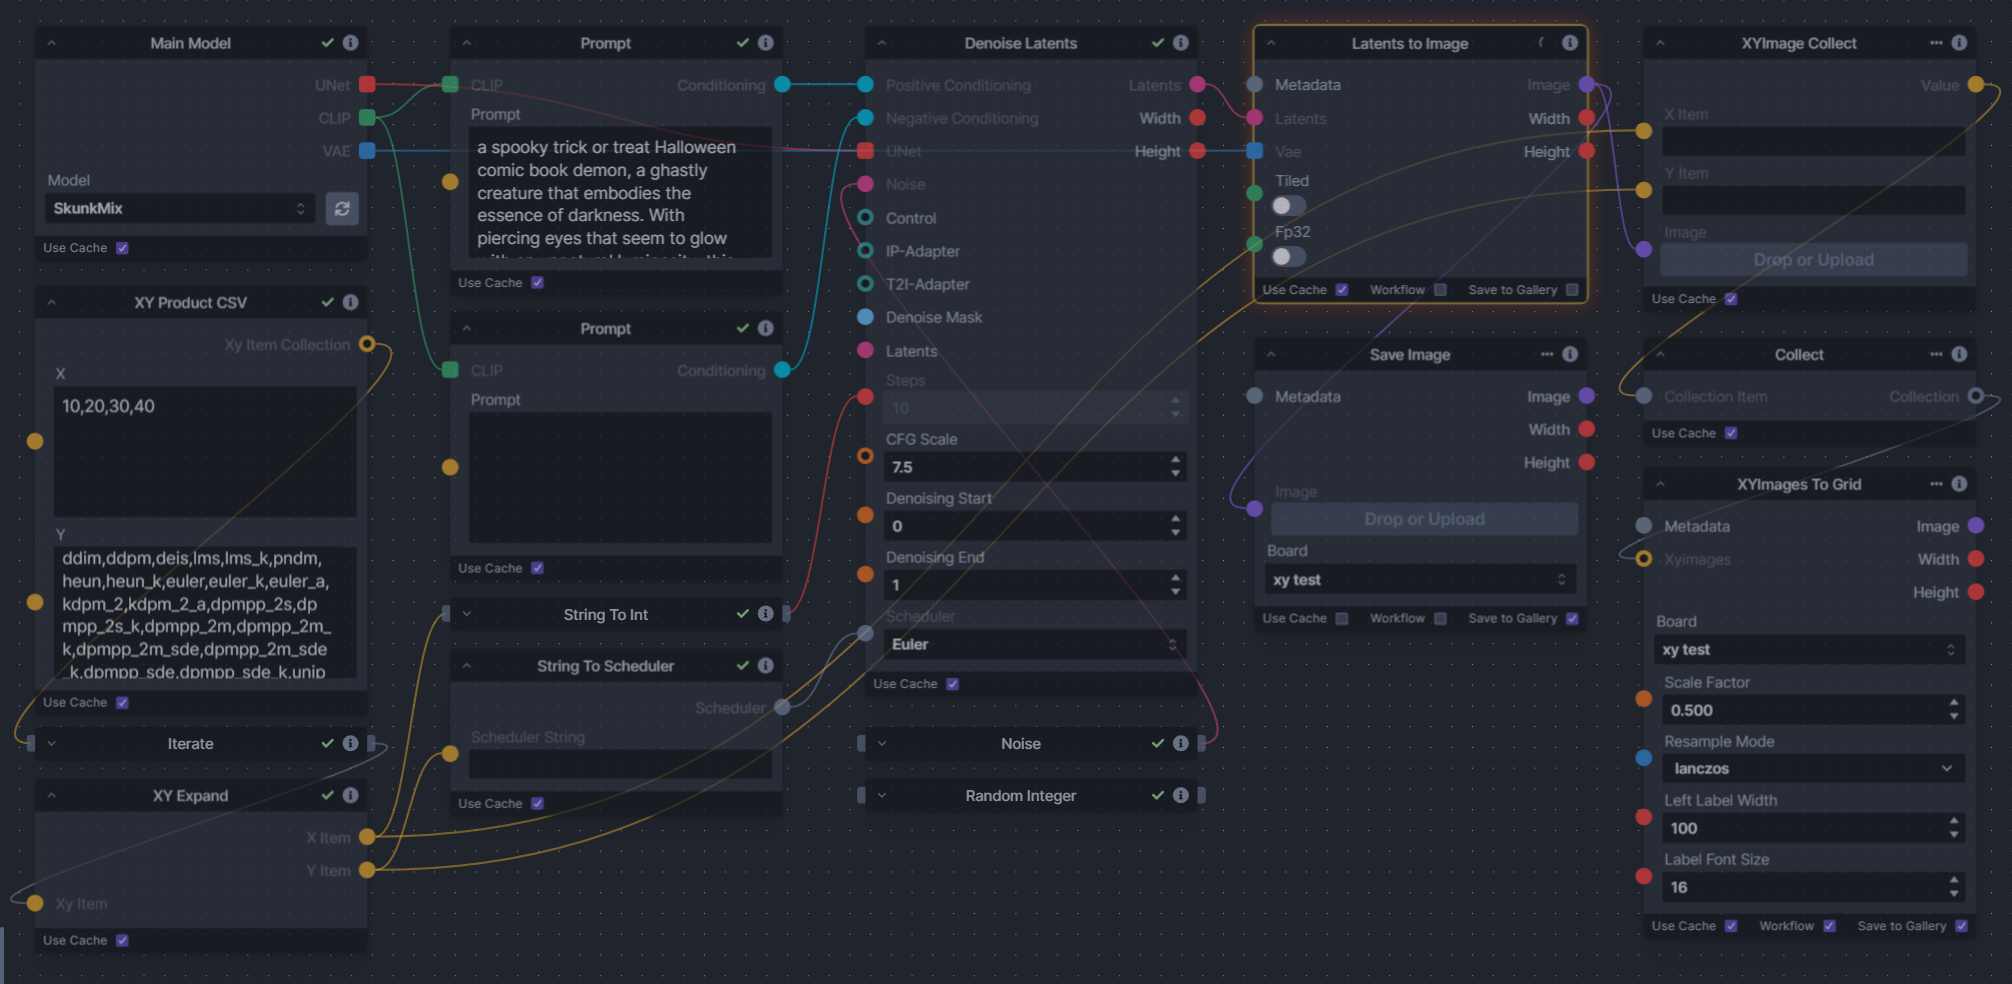 Main Model
UNet
CLIP
VAE
Model
SkunkMix
Use Cache
XY Product CSV
Xy Item Collection
X
10,20,30,40
Y
ddim,ddpm,deis,lms,lms_k,pndm,
heun,heun_k,euler,euler_k,euler_a,
kdpm_2,kdpm_2_a,dpmpp_2s,dp
mpp_2s_k,dpmpp_2m,dpmpp_2m_
k,dpmpp_2m_sde,dpmpp_2m_sde
_k,dpmpp_sde,dpmpp_sde_k,unip
Use Cache
Iterate
XY Expand
X Item
Y Item
Xy Item
Use Cache
Prompt
CLIP
Conditioning
Prompt
a spooky trick or treat Halloween
comic book demon, a ghastly
creature that embodies the
essence of darkness. With
piercing eyes that seem to glow
with an unnatural luminosity, this
Use Cache
Prompt
CLIP
Conditioning
Prompt
Use Cache
String To Int
String To Scheduler
Scheduler
Scheduler String
Use Cache
Denoise Latents
Positive Conditioning
Latents
Negative Conditioning
Width
UNet
Height
Noise
Control
IP-Adapter
T2I-Adapter
Denoise Mask
Latents
Steps
10
CFG Scale
7.5
Denoising Start
0
Denoising End
1
Scheduler
Euler
Use Cache
Noise
Random Integer
Latents to Image
Metadata
Image
Latents
Width
Vae
Height
Tiled
Fp32
Use Cache
Workflow
Save to Gallery
Save Image
Metadata
Image
Width
Height
Image
Drop or Upload
Board
xy test
Use Cache
Workflow
Save to Gallery
XYImage Collect
Value
X Item
Y Item
Image
Drop or Upload
Use Cache
Collect
Collection Item
Collection
Use Cache
XYImages To Grid
Metadata
Image
Xyimages
Width
Height
Board
xy test
Scale Factor
0.500
Resample Mode
lanczos
Left Label Width
100
Label Font Size
16
Use Cache
Workflow
Save to Gallery